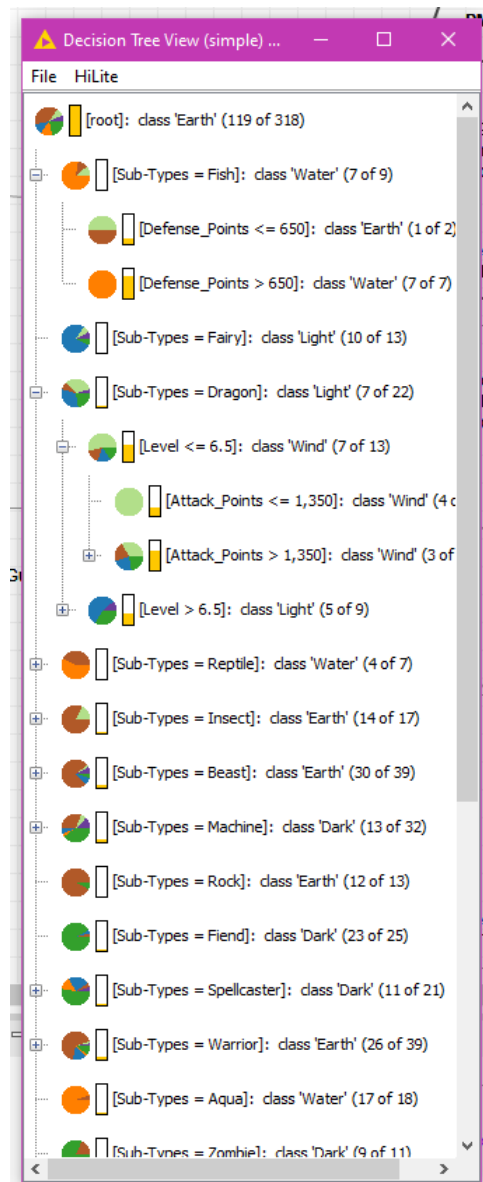 Decision Tree View (simple) ...
File HiLite
[root]: class 'Earth' (119 of 318)
[Sub-Types = Fish]: class 'Water' (7 of 9)
[Defense_Points <= 650]: class 'Earth' (1 of 2)
[Defense_Points > 650]: class 'Water' (7 of 7)
[Sub-Types = Fairy]: class 'Light' (10 of 13)
[Sub-Types = Dragon]: class 'Light' (7 of 22)
[Level <= 6.5]: class 'Wind' (7 of 13)
[Attack_Points <= 1,350]: class 'Wind' (4
[Attack_Points > 1,350]: class 'Wind' (3 of
[Level > 6.5]: class 'Light' (5 of 9)
[Sub-Types = Reptile]: class 'Water' (4 of 7)
[Sub-Types = Insect]: class 'Earth' (14 of 17)
[Sub-Types = Beast]: class 'Earth' (30 of 39)
[Sub-Types = Machine]: class 'Dark' (13 of 32)
[Sub-Types = Rock]: class 'Earth' (12 of 13)
[Sub-Types = Fiend]: class 'Dark' (23 of 25)
[Sub-Types = Spellcaster]: class 'Dark' (11 of 21)
[Sub-Types = Warrior]: class 'Earth' (26 of 39)
[Sub-Types = Aqua]: class 'Water' (17 of 18)
[Sub-Types = Zombie]: class 'Dark' (9 of 11)